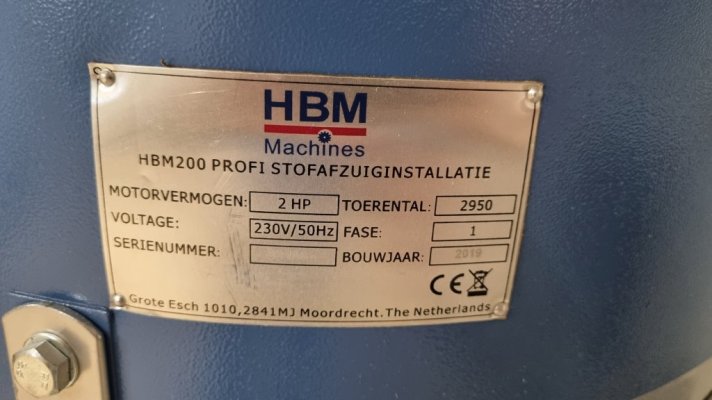 HBM
Machines
HBM200 PROFI STOFAFZUIGINSTALLATIE
MOTORVERMOGEN: 2 HP TOERENTAL: 2950
VOLTAGE: 230V/50Hz FASE: 1
SERIENUMMER: BOUWJAAR: 2019
CE
Grote Esch 1010,2841MJ Moordrecht.The Netherlands